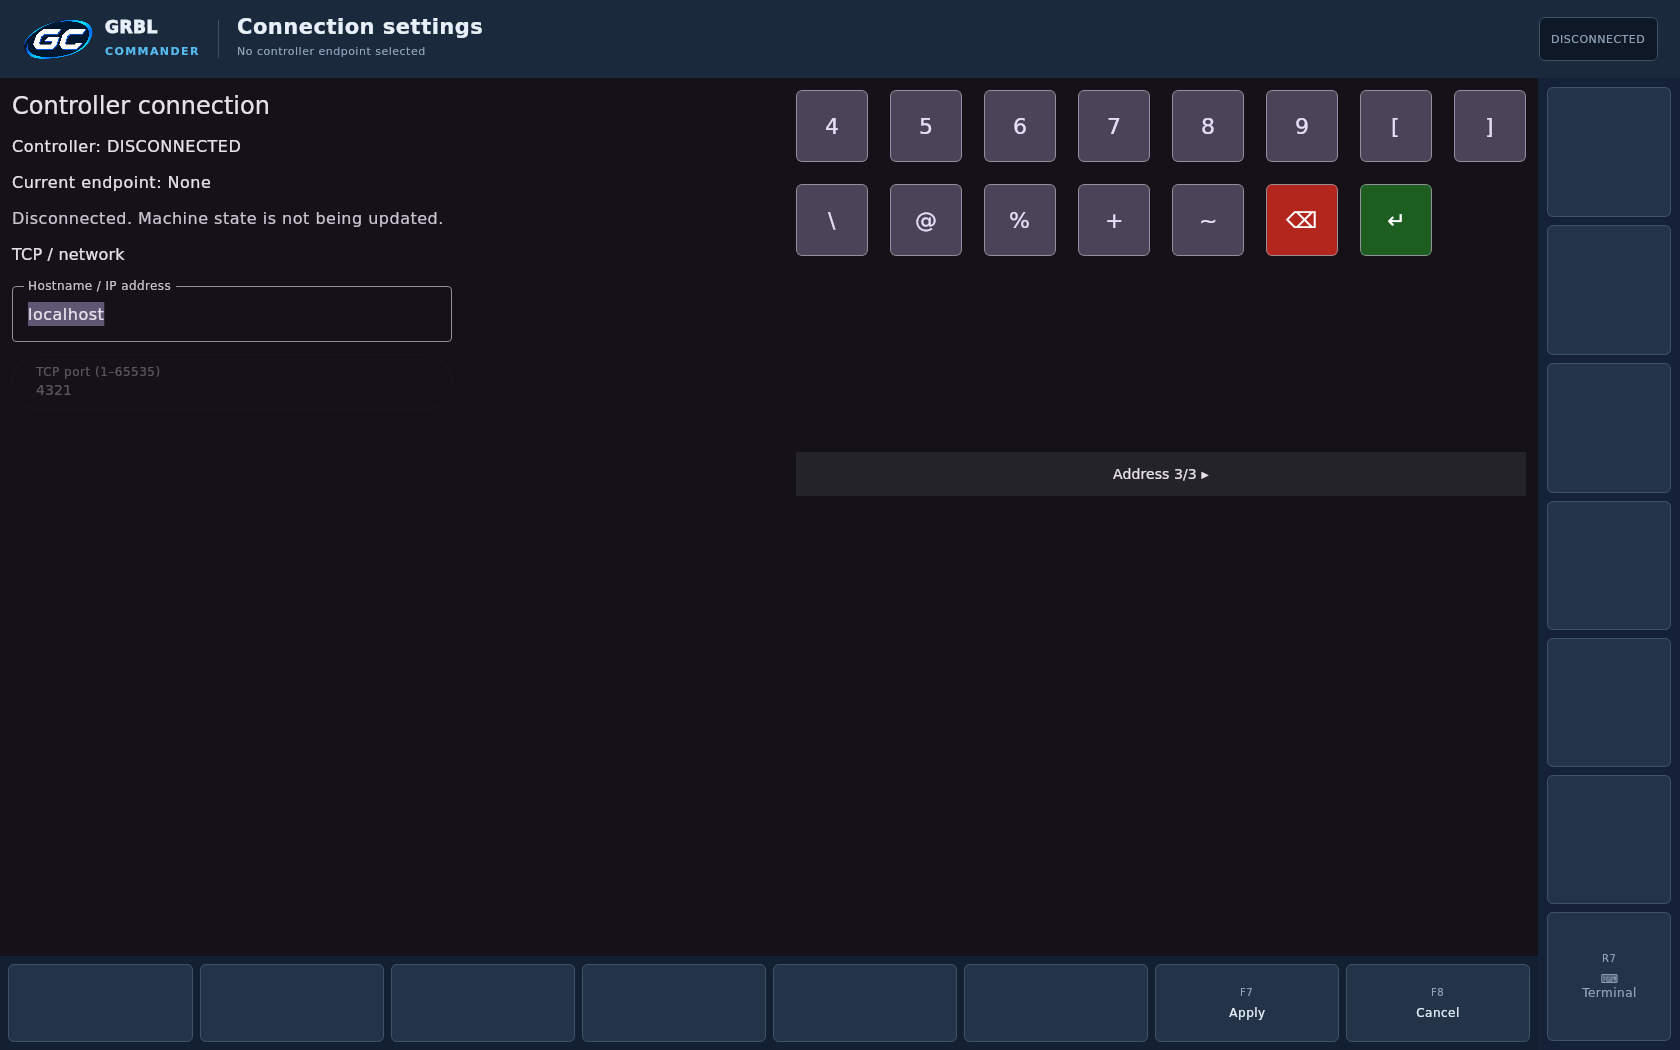 GC
GRBL
COMMANDER
Connection settings
No controller endpoint selected
DISCONNECTED
Controller connection
Controller: DISCONNECTED
Current endpoint: None
Disconnected. Machine state is not being updated.
TCP / network
Hostname / IP address
localhost
TCP port (1–65535)
4321
4 5 6 7 8 9 [ ]
\ @ % + ~ ⌫ ↵
Address 3/3 ▸
F7
Apply
F8
Cancel
R7
⌨
Terminal